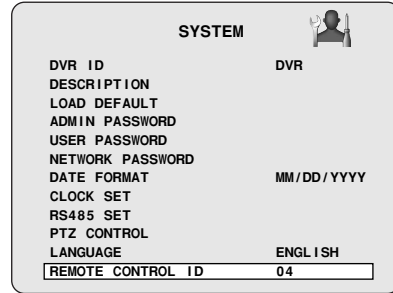 SYSTEM
DVR ID DVR
DESCRIPTION
LOAD DEFAULT
ADMIN PASSWORD
USER PASSWORD
NETWORK PASSWORD
DATE FORMAT MM/DD/YYYY
CLOCK SET
RS485 SET
PTZ CONTROL
LANGUAGE ENGLISH
REMOTE CONTROL ID 04